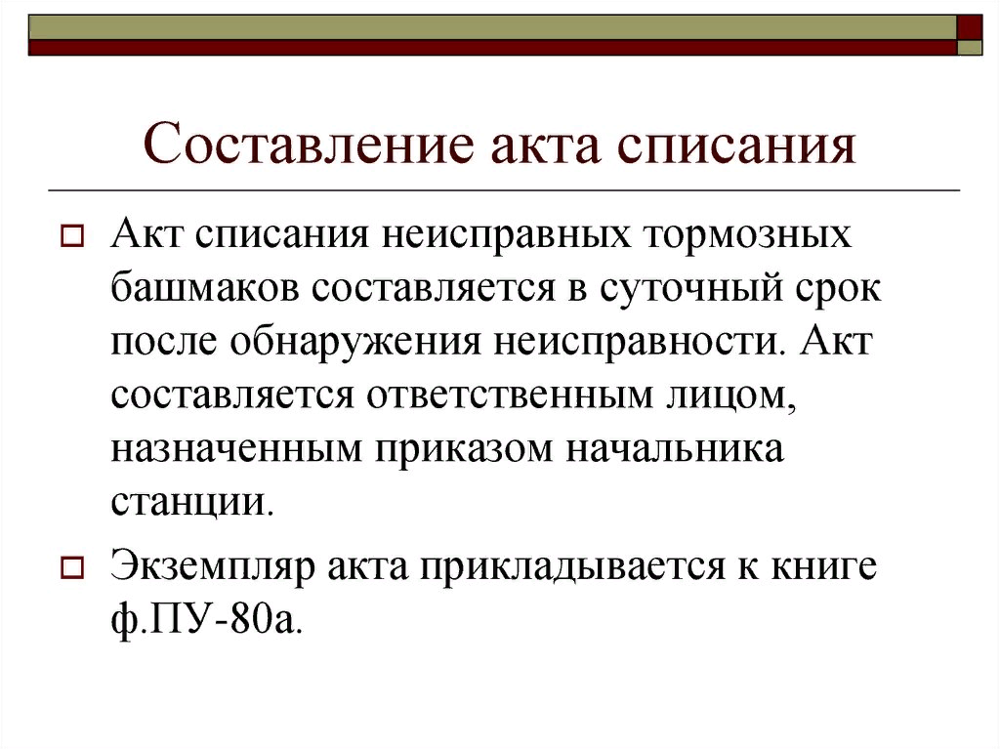 Составление акта списания
Акт списания неисправных тормозных
башмаков составляется в суточный срок
после обнаружения неисправности. Акт
составляется ответственным лицом,
назначенным приказом начальника
станции.
Экземпляр акта прикладывается к книге
ф.ПУ-80а.